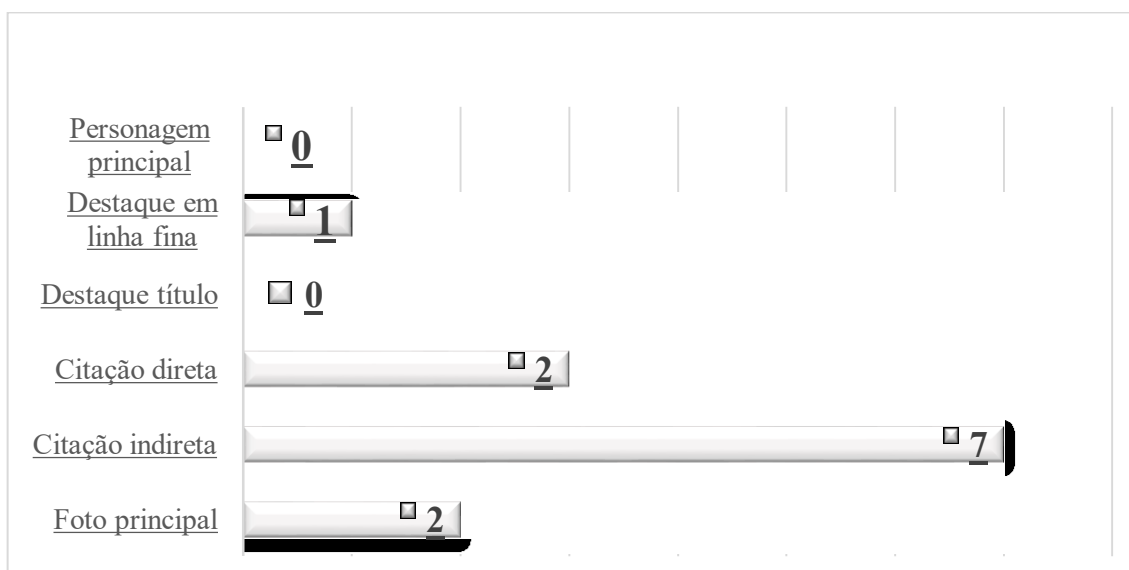 Personagem
principal
0
Destaque em
linha fina
1
Destaque título
0
Citação direta
2
Citação indireta
7
Foto principal
2